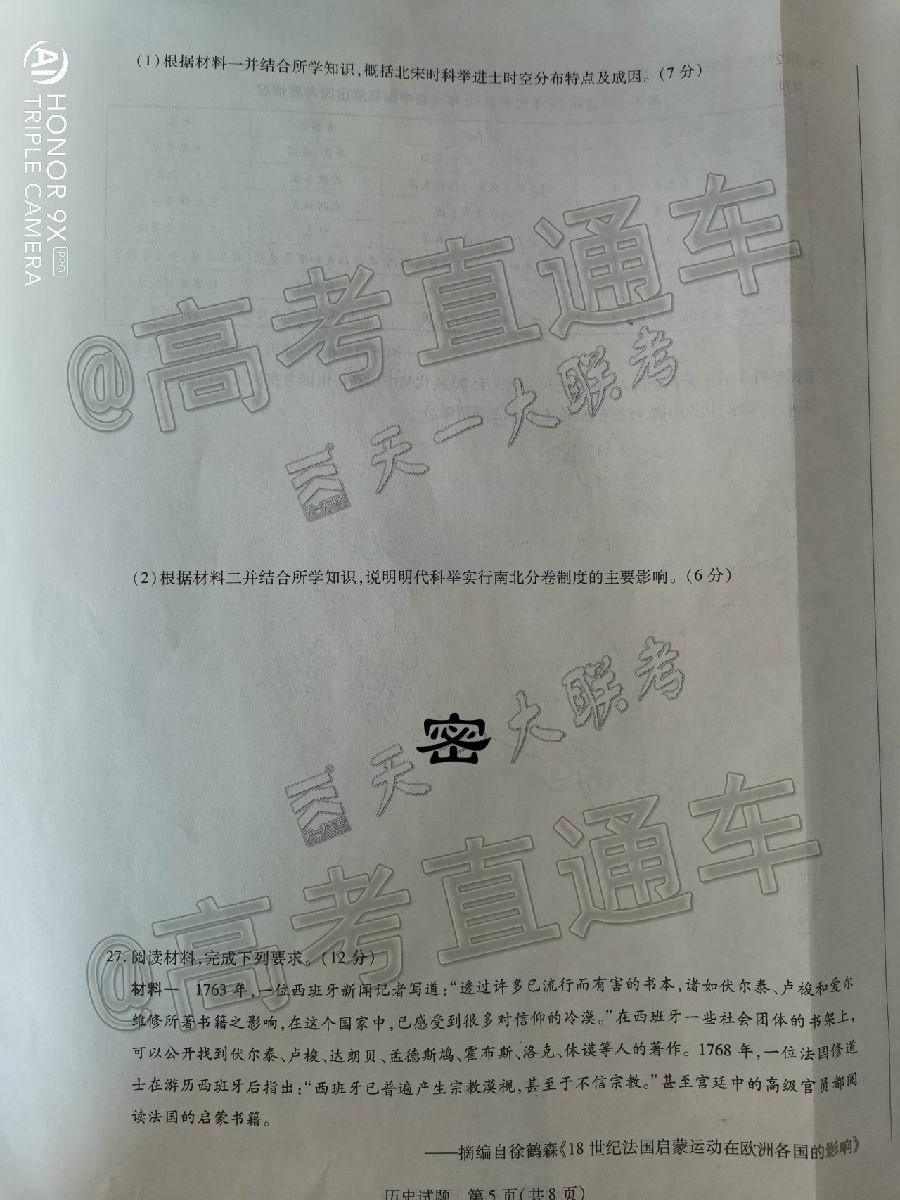 (1)根据材料一并结合所学知识,概括北宋时科举进士时空分布特点及成因。(7 分)
AI HONOR 9X PRO
TRIPLE CAMERA
@高考直通车
天一大联考
(2)根据材料二并结合所学知识,说明明代科举实行南北分卷制度的主要影响。(6 分)
天一大联考
密
@高考直通车
27. 阅读材料,完成下列要求。(12 分)
材料一 1763 年,一位西班牙新闻记者写道:“透过许多已流行而有害的书本,诸如伏尔泰、卢梭和爱尔
维修所著书籍之影响,在这个国家中,已感受到很多对信仰的冷漠。”在西班牙一些社会团体的书架上,
可以公开找到伏尔泰、卢梭、达朗贝、孟德斯鸠、霍布斯、洛克、休谟等人的著作。1768 年,一位法国修道
士在游历西班牙后指出:“西班牙已普遍产生宗教漠视,甚至于不信宗教。”甚至宫廷中的高级官员都阅
读法国的启蒙书籍。
——摘编自徐鹤森《18 世纪法国启蒙运动在欧洲各国的影响》
历史试题 第 5 页(共 8 页)